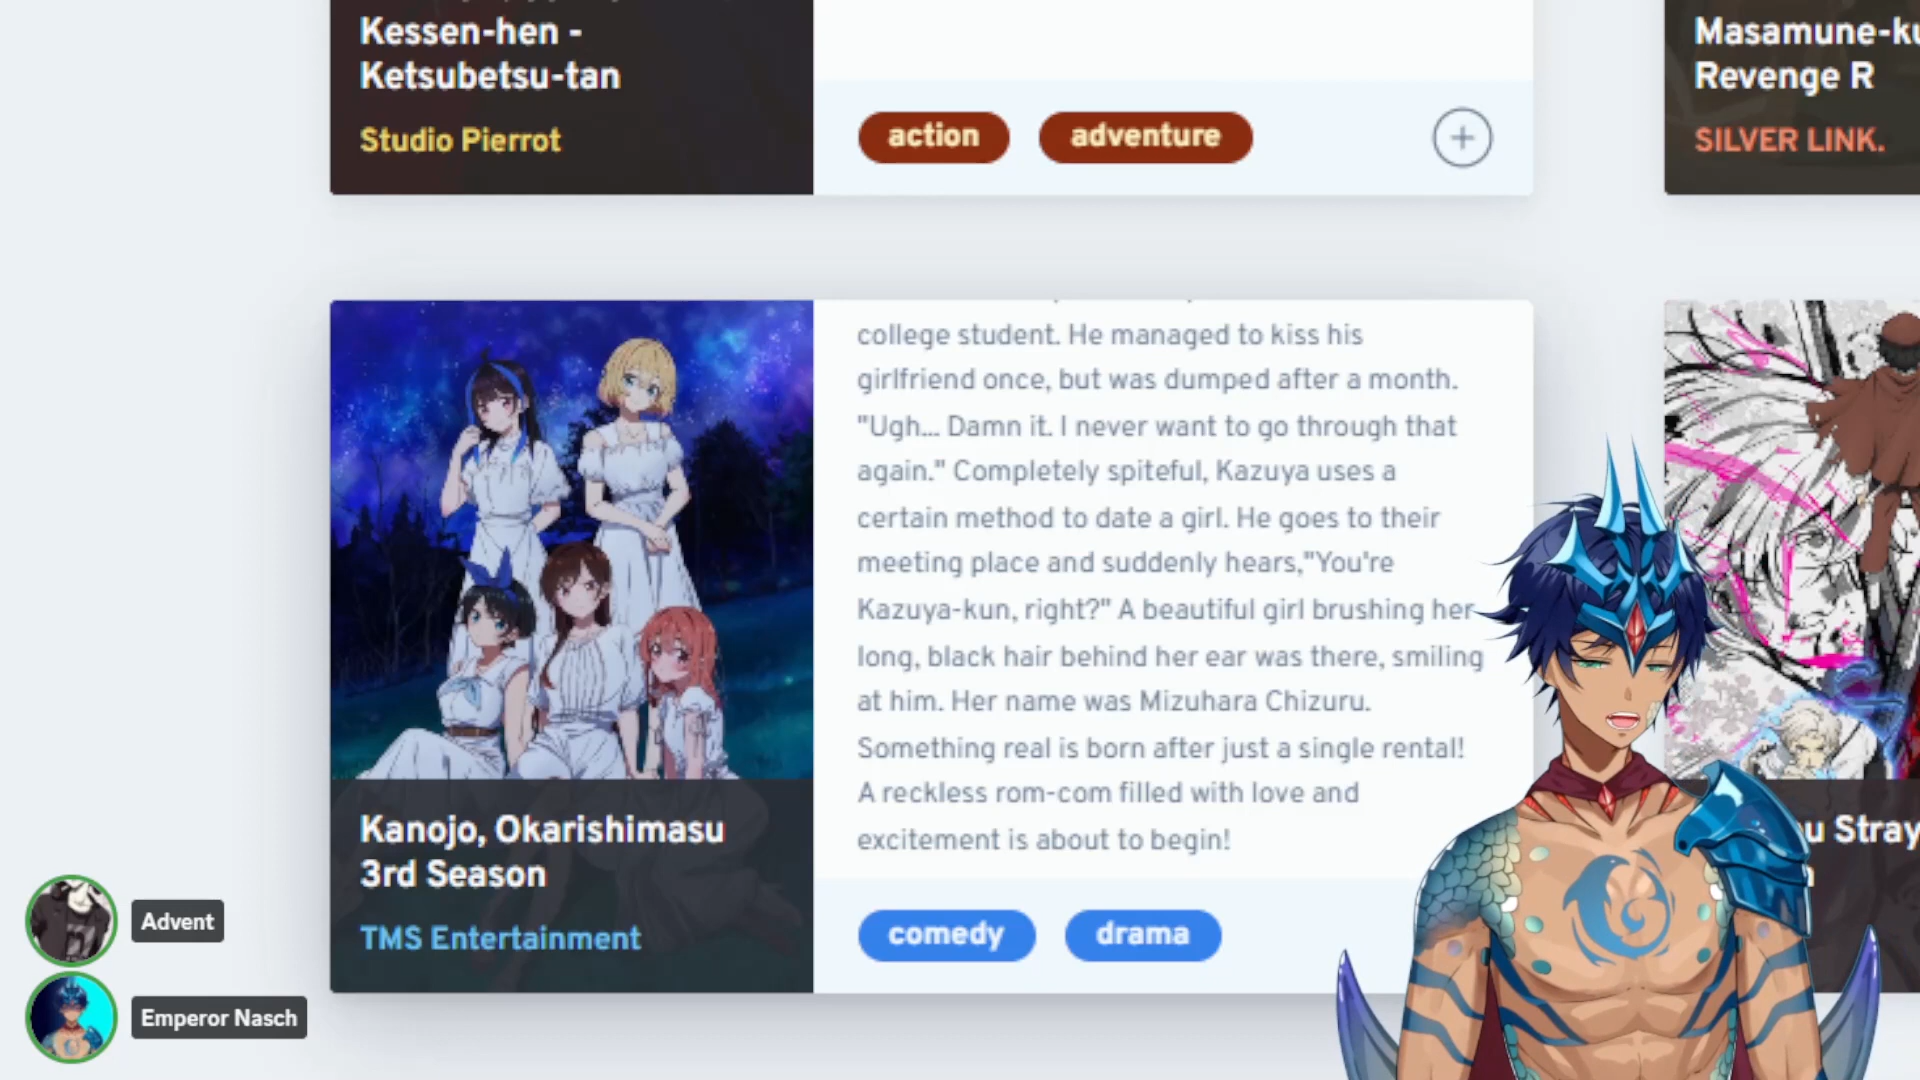 Kessen-hen -
Ketsubetsu-tan
Studio Pierrot
action
adventure
Masamune-ku
Revenge R
SILVER LINK.
college student. He managed to kiss his
girlfriend once, but was dumped after a month.
"Ugh... Damn it. I never want to go through that
again." Completely spiteful, Kazuya uses a
certain method to date a girl. He goes to their
meeting place and suddenly hears,"You're
Kazuya-kun, right?" A beautiful girl brushing her
long, black hair behind her ear was there, smiling
at him. Her name was Mizuhara Chizuru.
Something real is born after just a single rental!
A reckless rom-com filled with love and
excitement is about to begin!
Kanojo, Okarishimasu
3rd Season
TMS Entertainment
comedy
drama
u Stray
Advent
Emperor Nasch